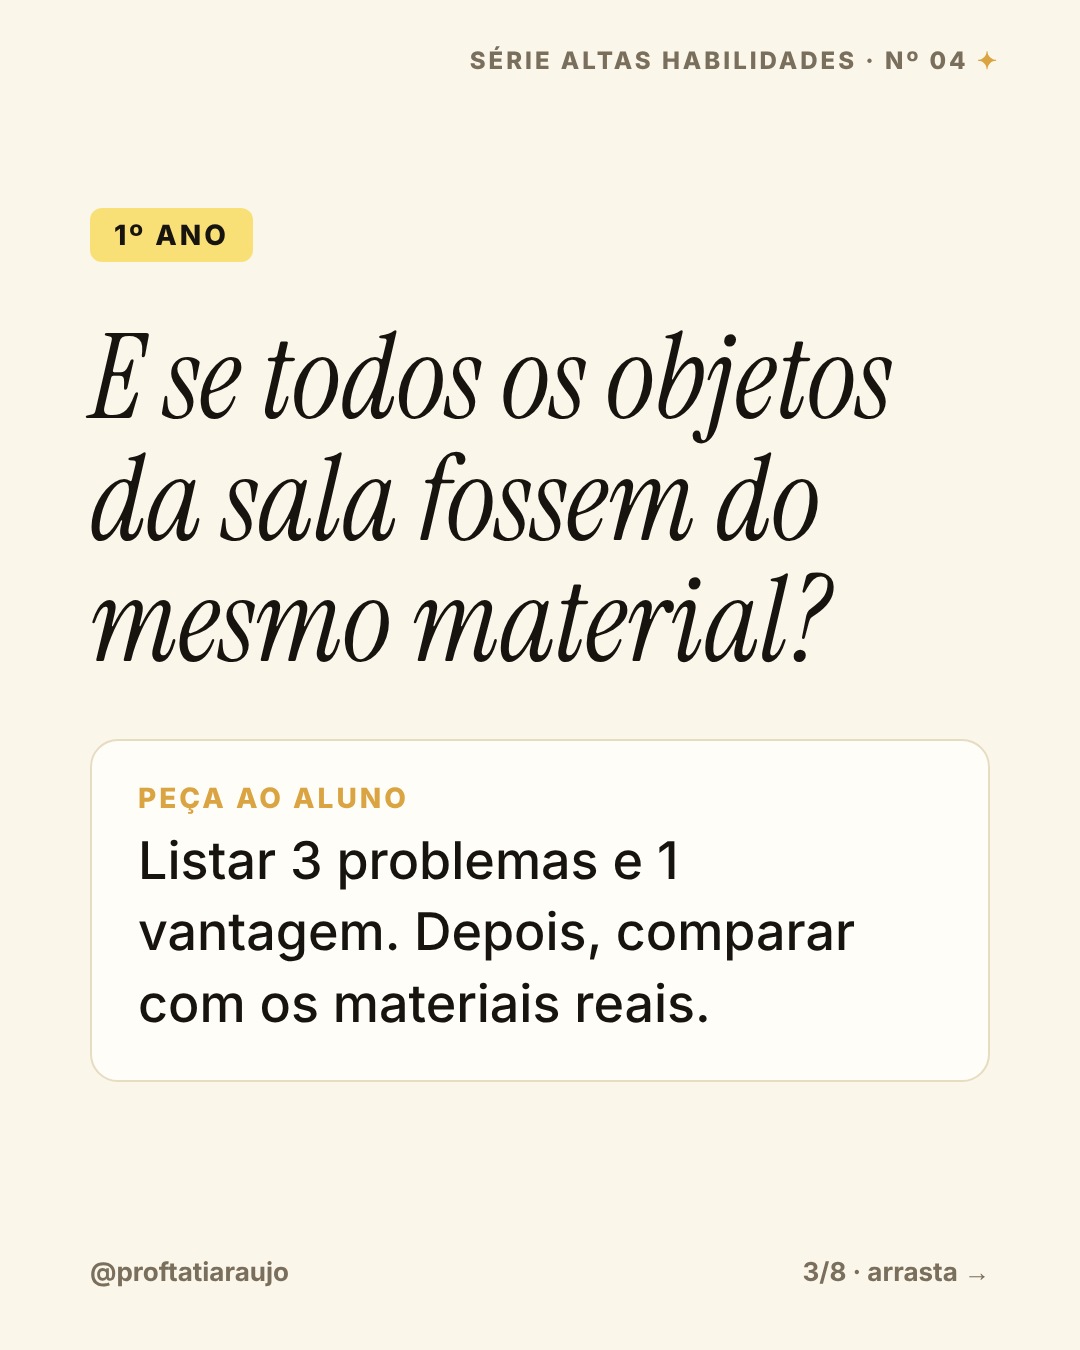 SÉRIE ALTAS HABILIDADES · Nº 04 ✦
1º ANO
E se todos os objetos
da sala fossem do
mesmo material?
PEÇA AO ALUNO
Listar 3 problemas e 1
vantagem. Depois, comparar
com os materiais reais.
@proftatiaraujo
3/8 · arrasta →